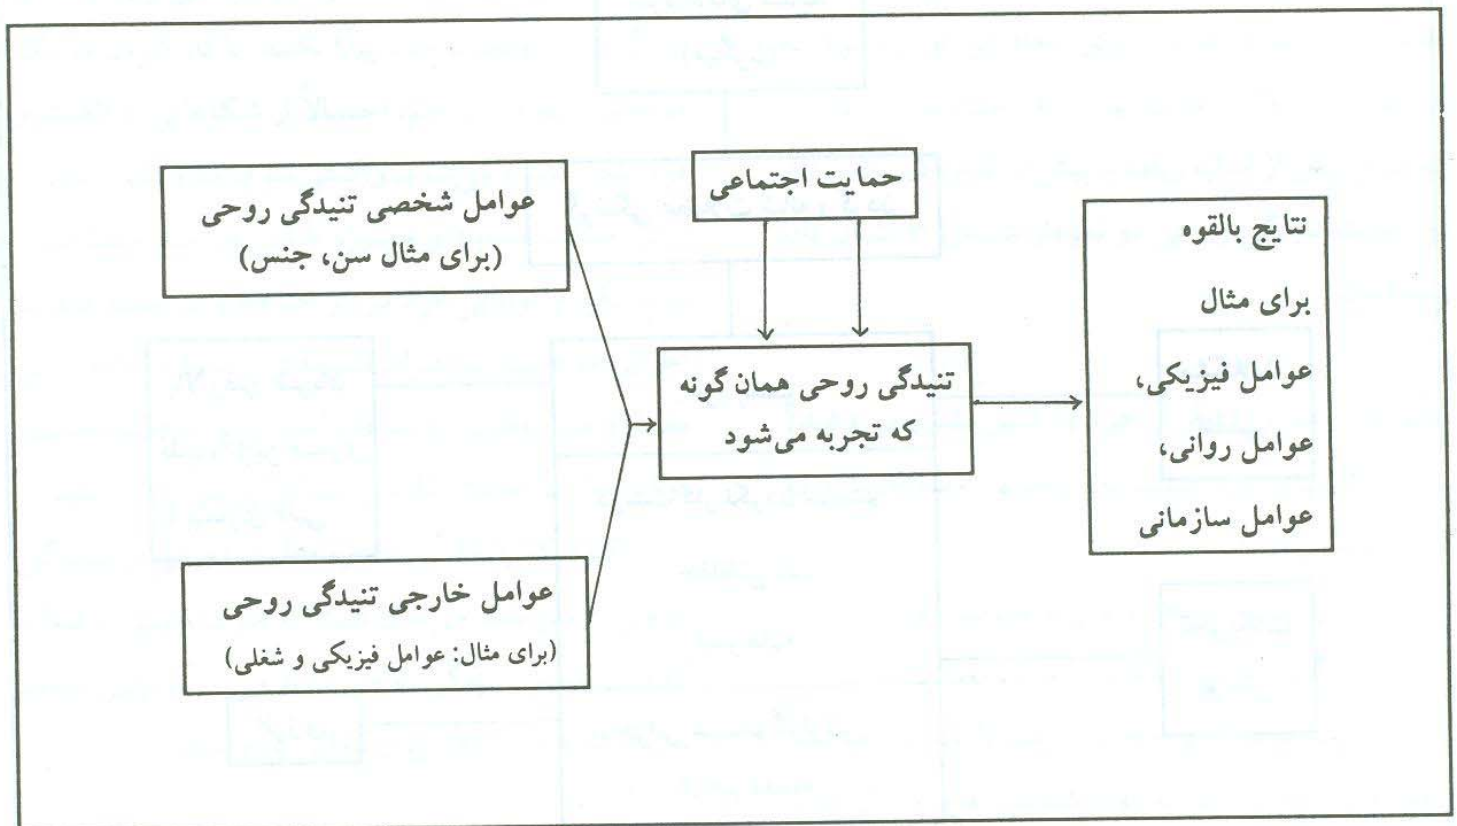 عوامل شخصی تنیدگی روحی
(برای مثال سن، جنس)
حمایت اجتماعی
تنیدگی روحی همان گونه
که تجربه می‌شود
نتایج بالقوه
برای مثال
عوامل فیزیکی،
عوامل روانی،
عوامل سازمانی
عوامل خارجی تنیدگی روحی
(برای مثال: عوامل فیزیکی و شغلی)